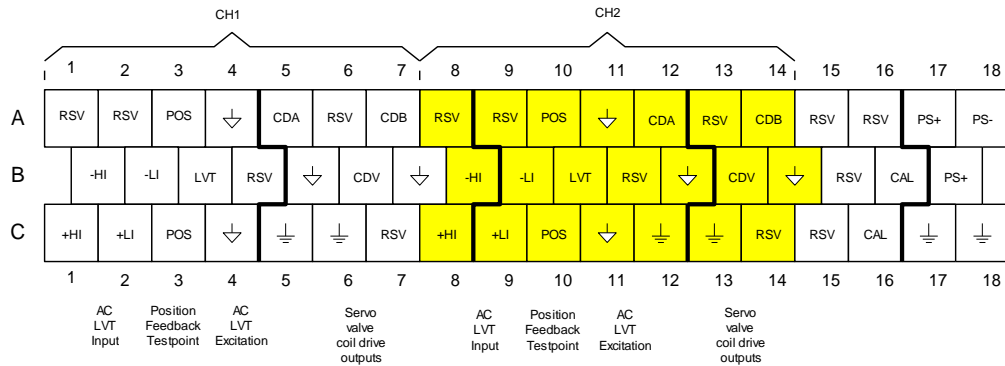 CH1 CH2
1 2 3 4 5 6 7 8 9 10 11 12 13 14 15 16 17 18
A RSV RSV POS CDA RSV CDB RSV RSV POS CDA RSV CDB RSV RSV PS+ PS-
B -HI -LI LVT RSV CDV -HI -LI LVT RSV CDV RSV CAL PS+
C +HI +LI POS RSV +HI +LI POS RSV RSV CAL
1 2 3 4 5 6 7 8 9 10 11 12 13 14 15 16 17 18
AC
LVT
Input
Position
Feedback
Testpoint
AC
LVT
Excitation
Servo
valve
coil drive
outputs
AC
LVT
Input
Position
Feedback
Testpoint
AC
LVT
Excitation
Servo
valve
coil drive
outputs